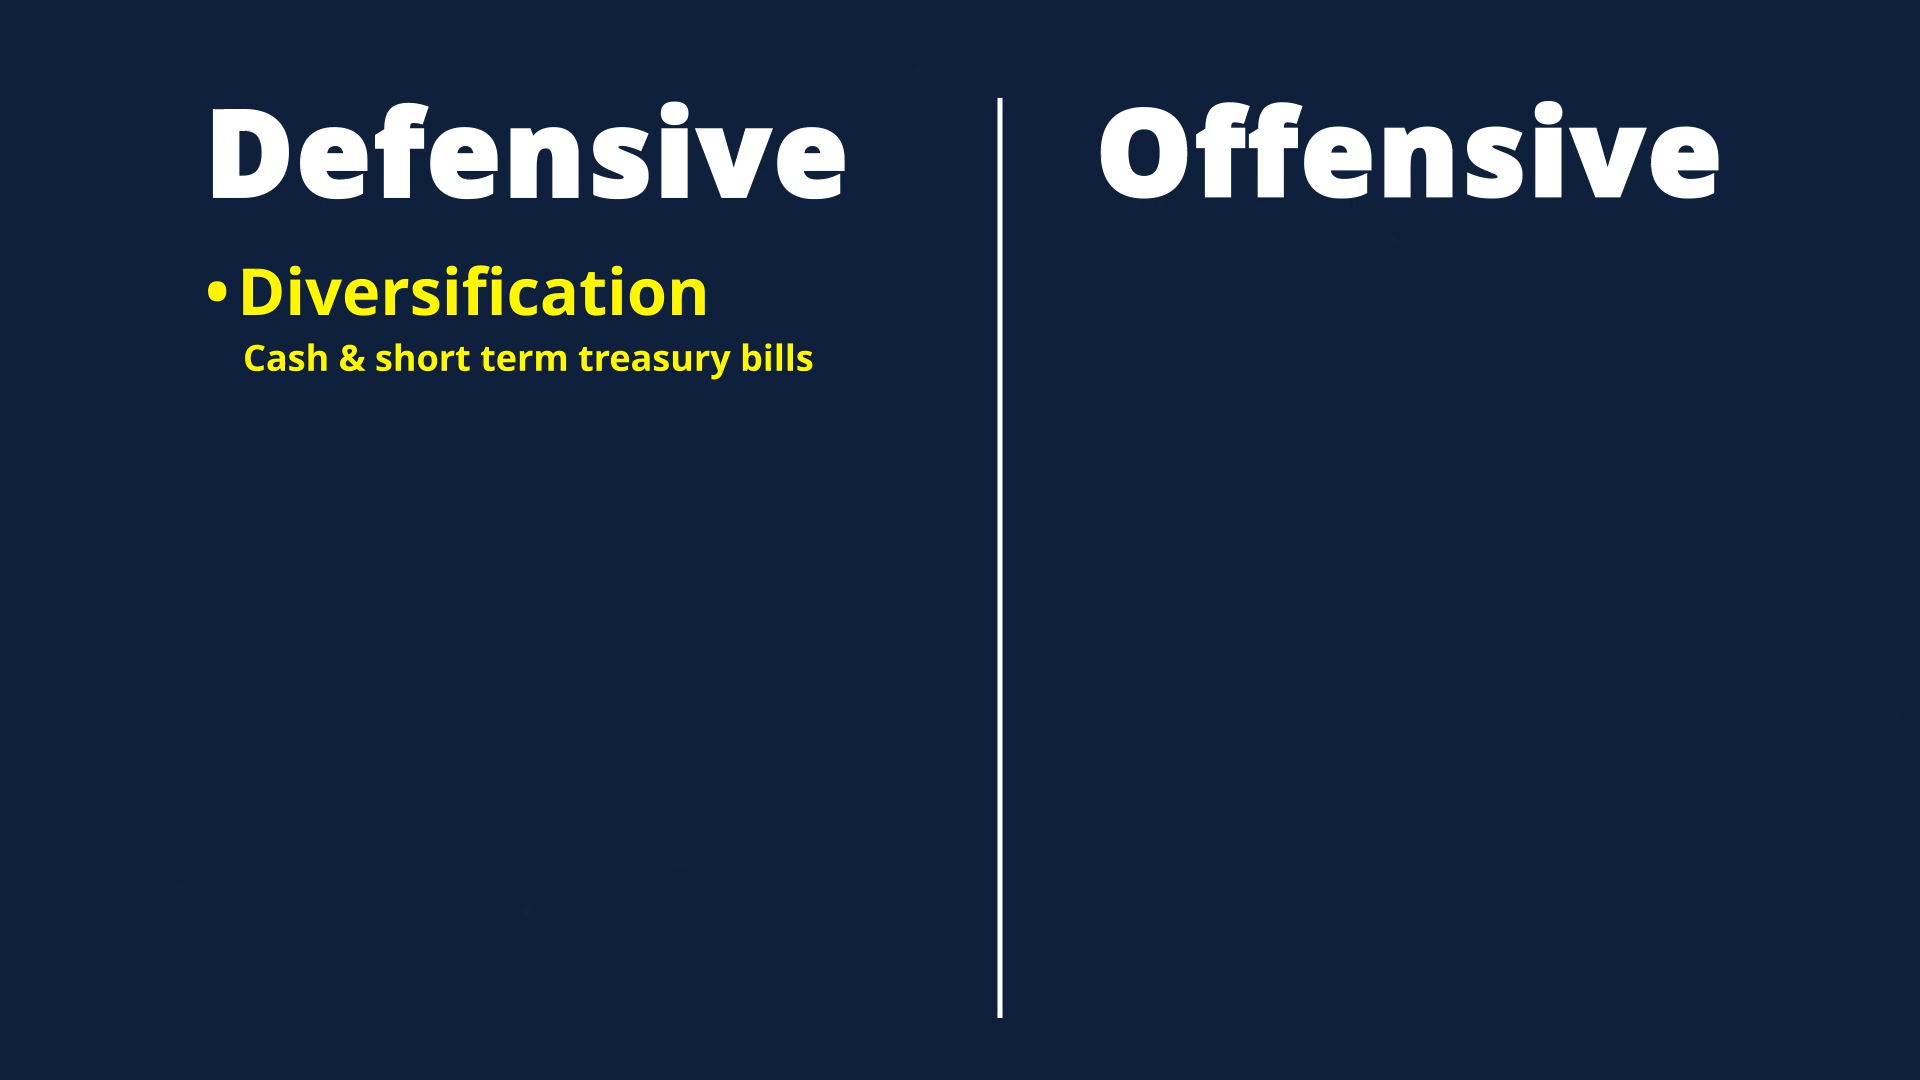 Defensive
• Diversification
Cash & short term treasury bills
Offensive